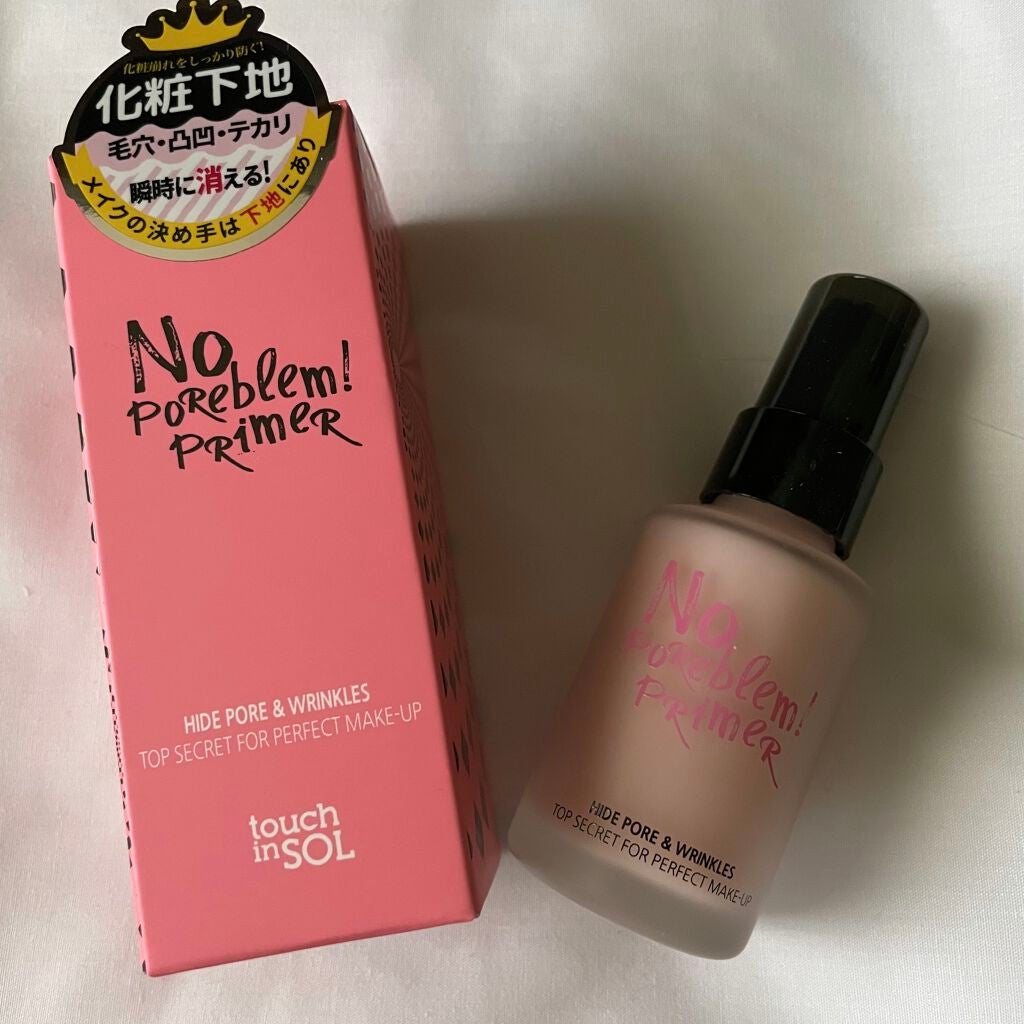 化粧崩れをしっかり防ぐ!
化粧下地
毛穴・凸凹・テカリ
瞬時に消える!
メイクの決め手は下地にあり
No
Poreblem!
Primer
HIDE PORE & WRINKLES
TOP SECRET FOR PERFECT MAKE-UP
touch
in SOL
No
Poreblem!
Primer
HIDE PORE & WRINKLES
TOP SECRET FOR PERFECT MAKE-UP